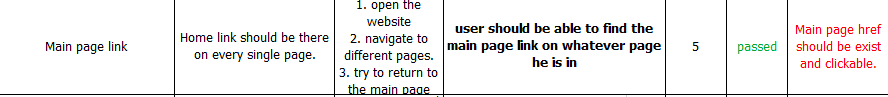 Main page link
Home link should be there
on every single page.
1. open the
website
2. navigate to
different pages.
3. try to return to
the main page
user should be able to find the
main page link on whatever page
he is in
5
passed
Main page href
should be exist
and clickable.